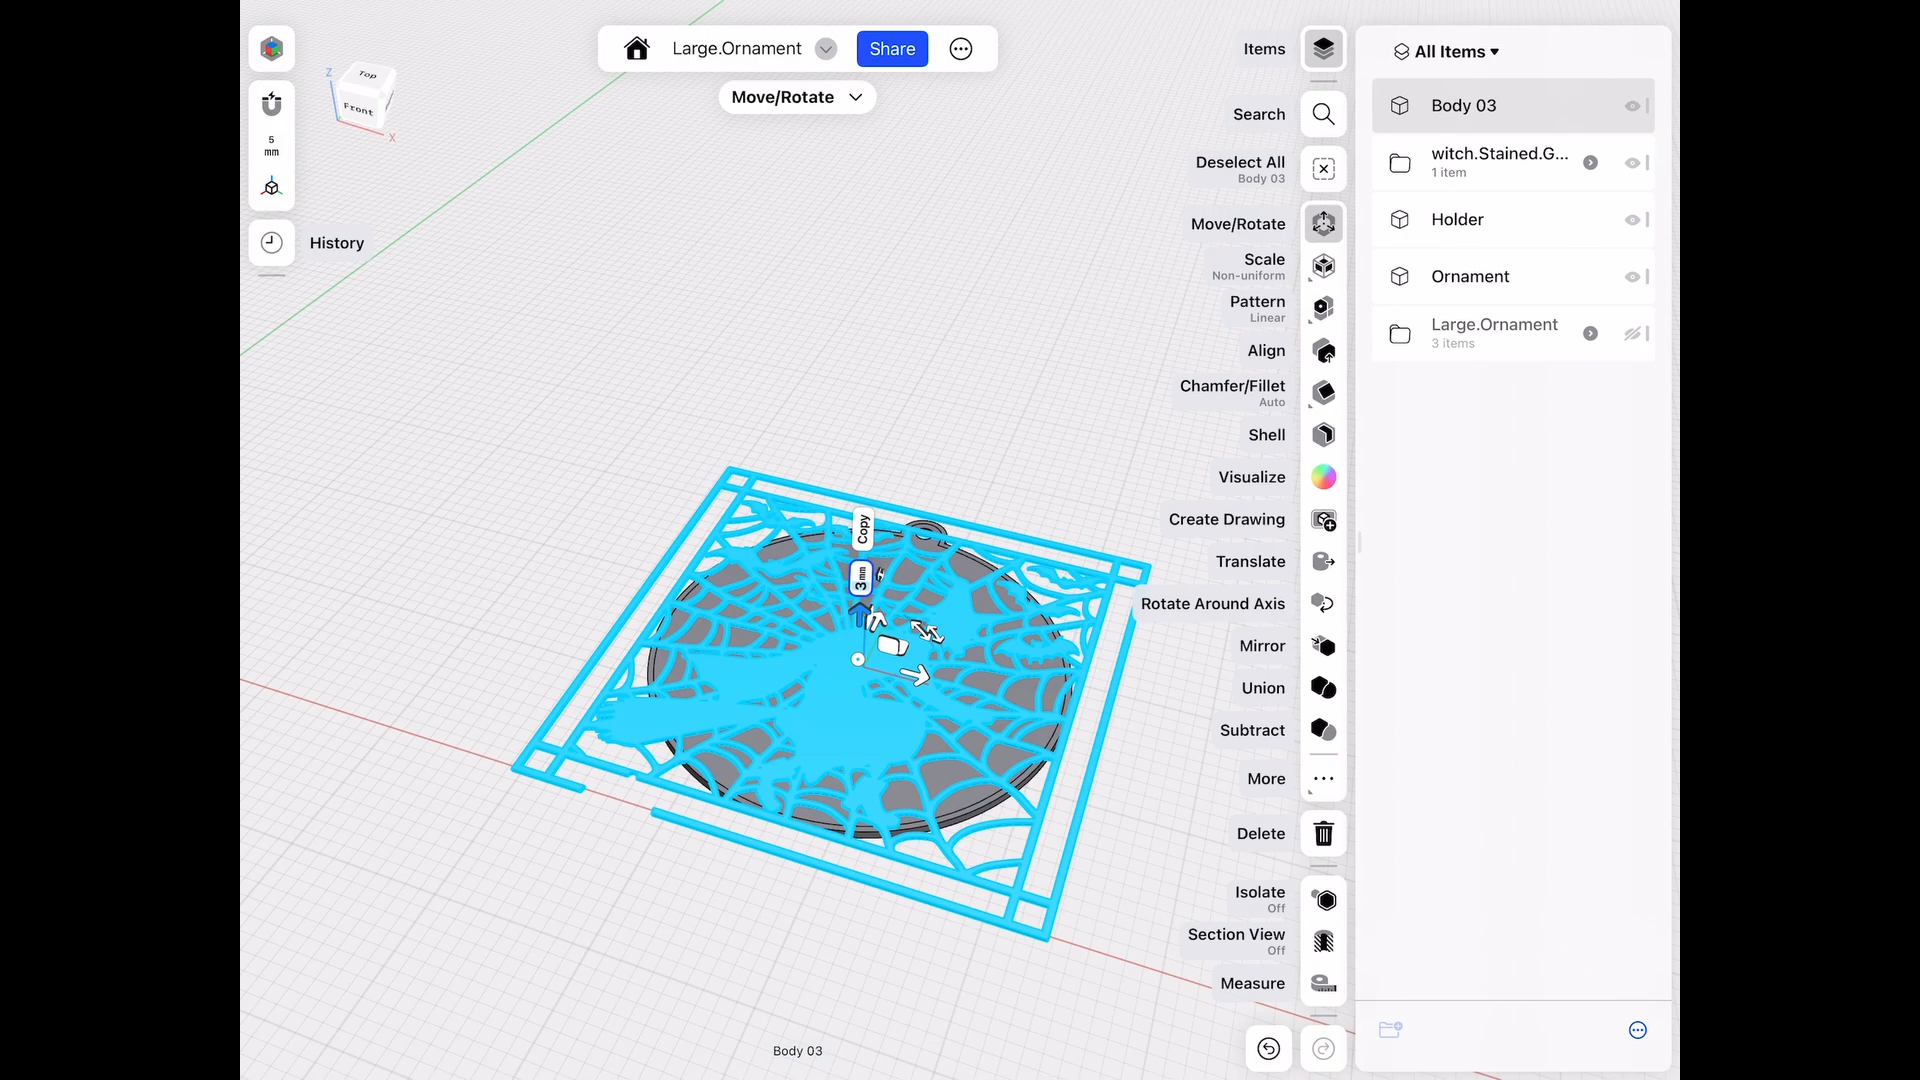 Large.Ornament
Share
Move/Rotate
Z
Top
Front
X
5
mm
History
Copy
3 mm
Body 03
Items
Search
Deselect All
Body 03
Move/Rotate
Scale
Non-uniform
Pattern
Linear
Align
Chamfer/Fillet
Auto
Shell
Visualize
Create Drawing
Translate
Rotate Around Axis
Mirror
Union
Subtract
More
Delete
Isolate
Off
Section View
Off
Measure
All Items
Body 03
witch.Stained.G...
1 item
Holder
Ornament
Large.Ornament
3 items